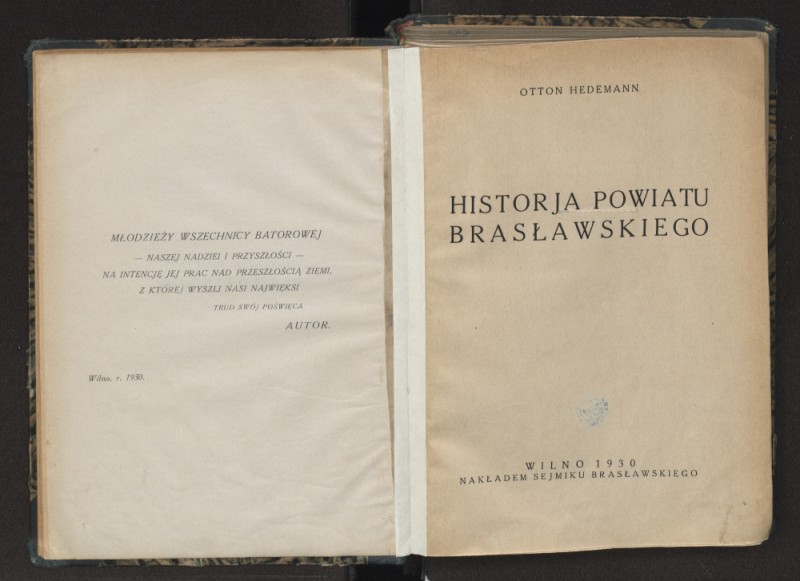 MŁODZIEŻY WSZECHNICY BATOROWEJ
— NASZEJ NADZIEI I PRZYSZŁOŚCI —
NA INTENCJĘ JEJ PRAC NAD PRZESZŁOŚCIĄ ZIEMI,
Z KTÓREJ WYSZLI NASI NAJWIĘKSI
TRUD SWÓJ POŚWIĘCA
AUTOR.
Wilno, r. 1930.
OTTON HEDEMANN
HISTORJA POWIATU
BRASŁAWSKIEGO
WILNO 1930
NAKŁADEM SEJMIKU BRASŁAWSKIEGO